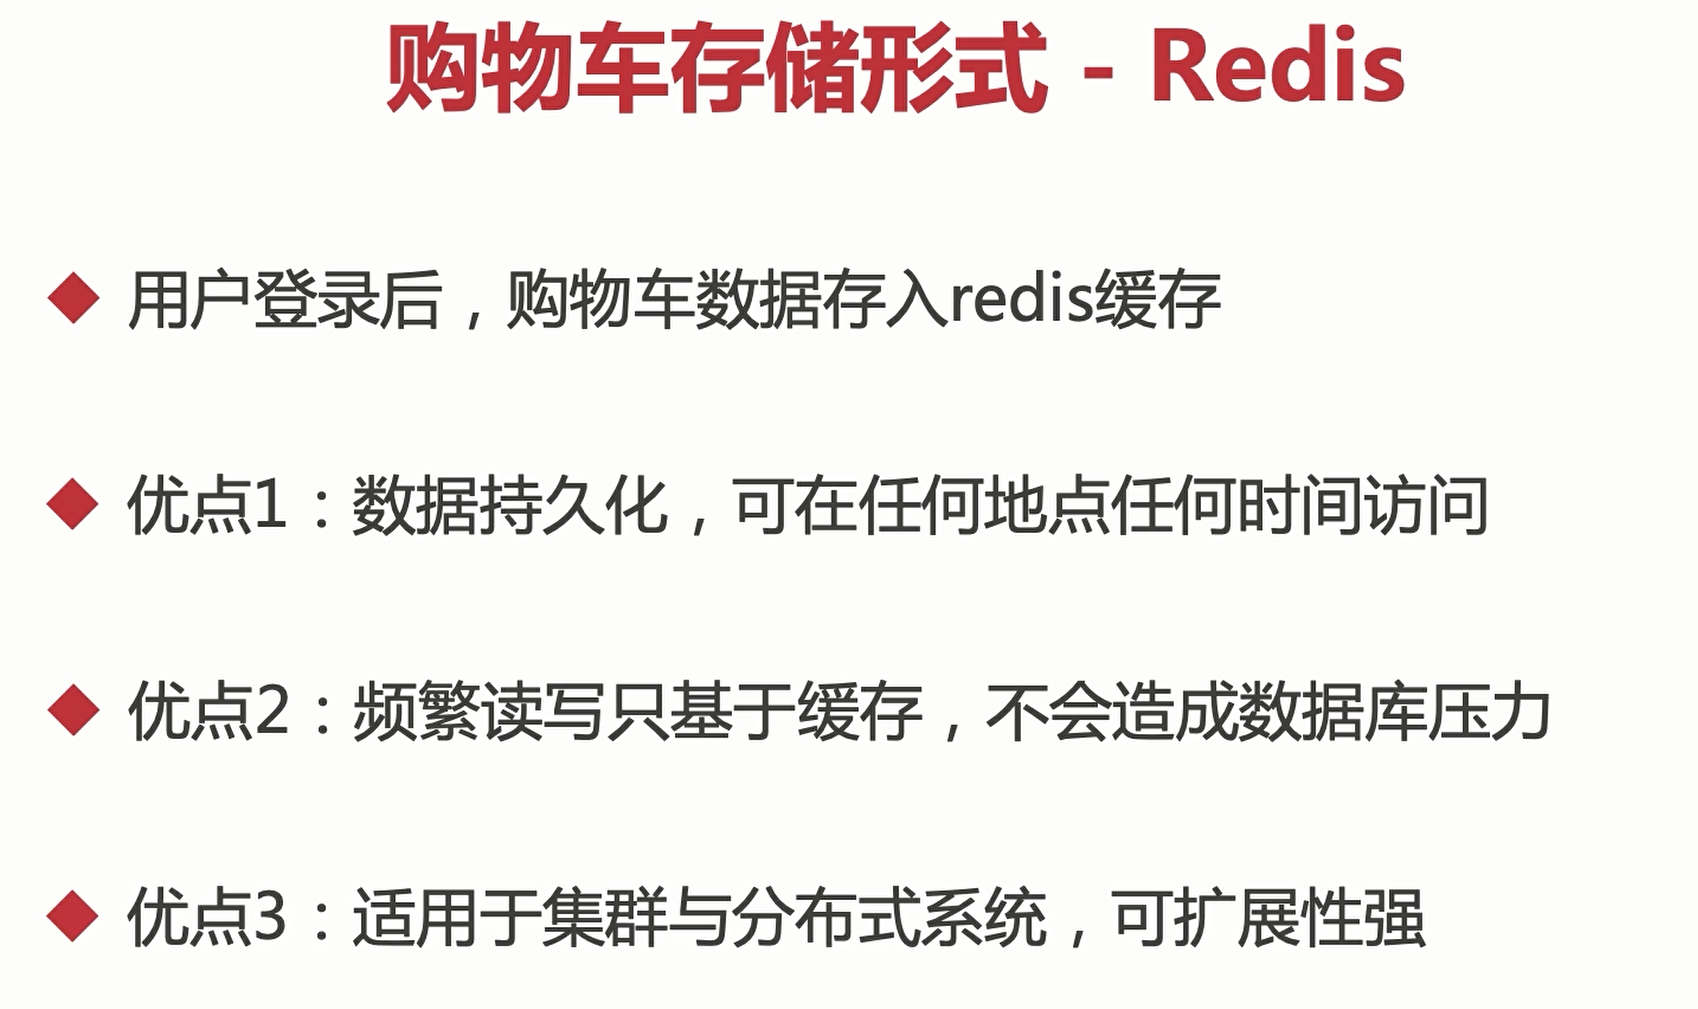 购物车存储形式 - Redis
用户登录后，购物车数据存入redis缓存
优点1：数据持久化，可在任何地点任何时间访问
优点2：频繁读写只基于缓存，不会造成数据库压力
优点3：适用于集群与分布式系统，可扩展性强